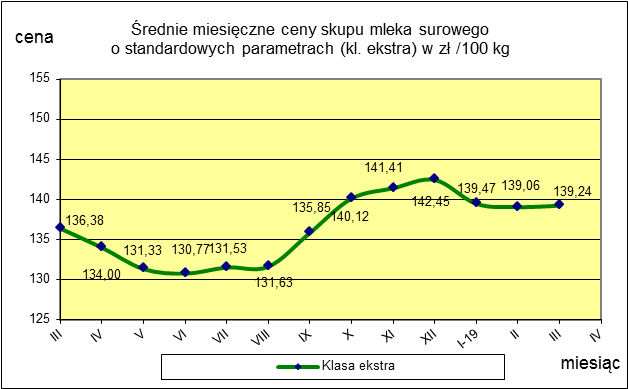 Średnie miesięczne ceny skupu mleka surowego
o standardowych parametrach (kl. ekstra) w zł /100 kg
cena
155
150
145
140
135
130
125
136,38
134,00
131,33
130,77
131,53
131,63
135,85
140,12
141,41
142,45
139,47
139,06
139,24
III
IV
V
VI
VII
VIII
IX
X
XI
XII
I-19
II
III
IV
miesiąc
Klasa ekstra